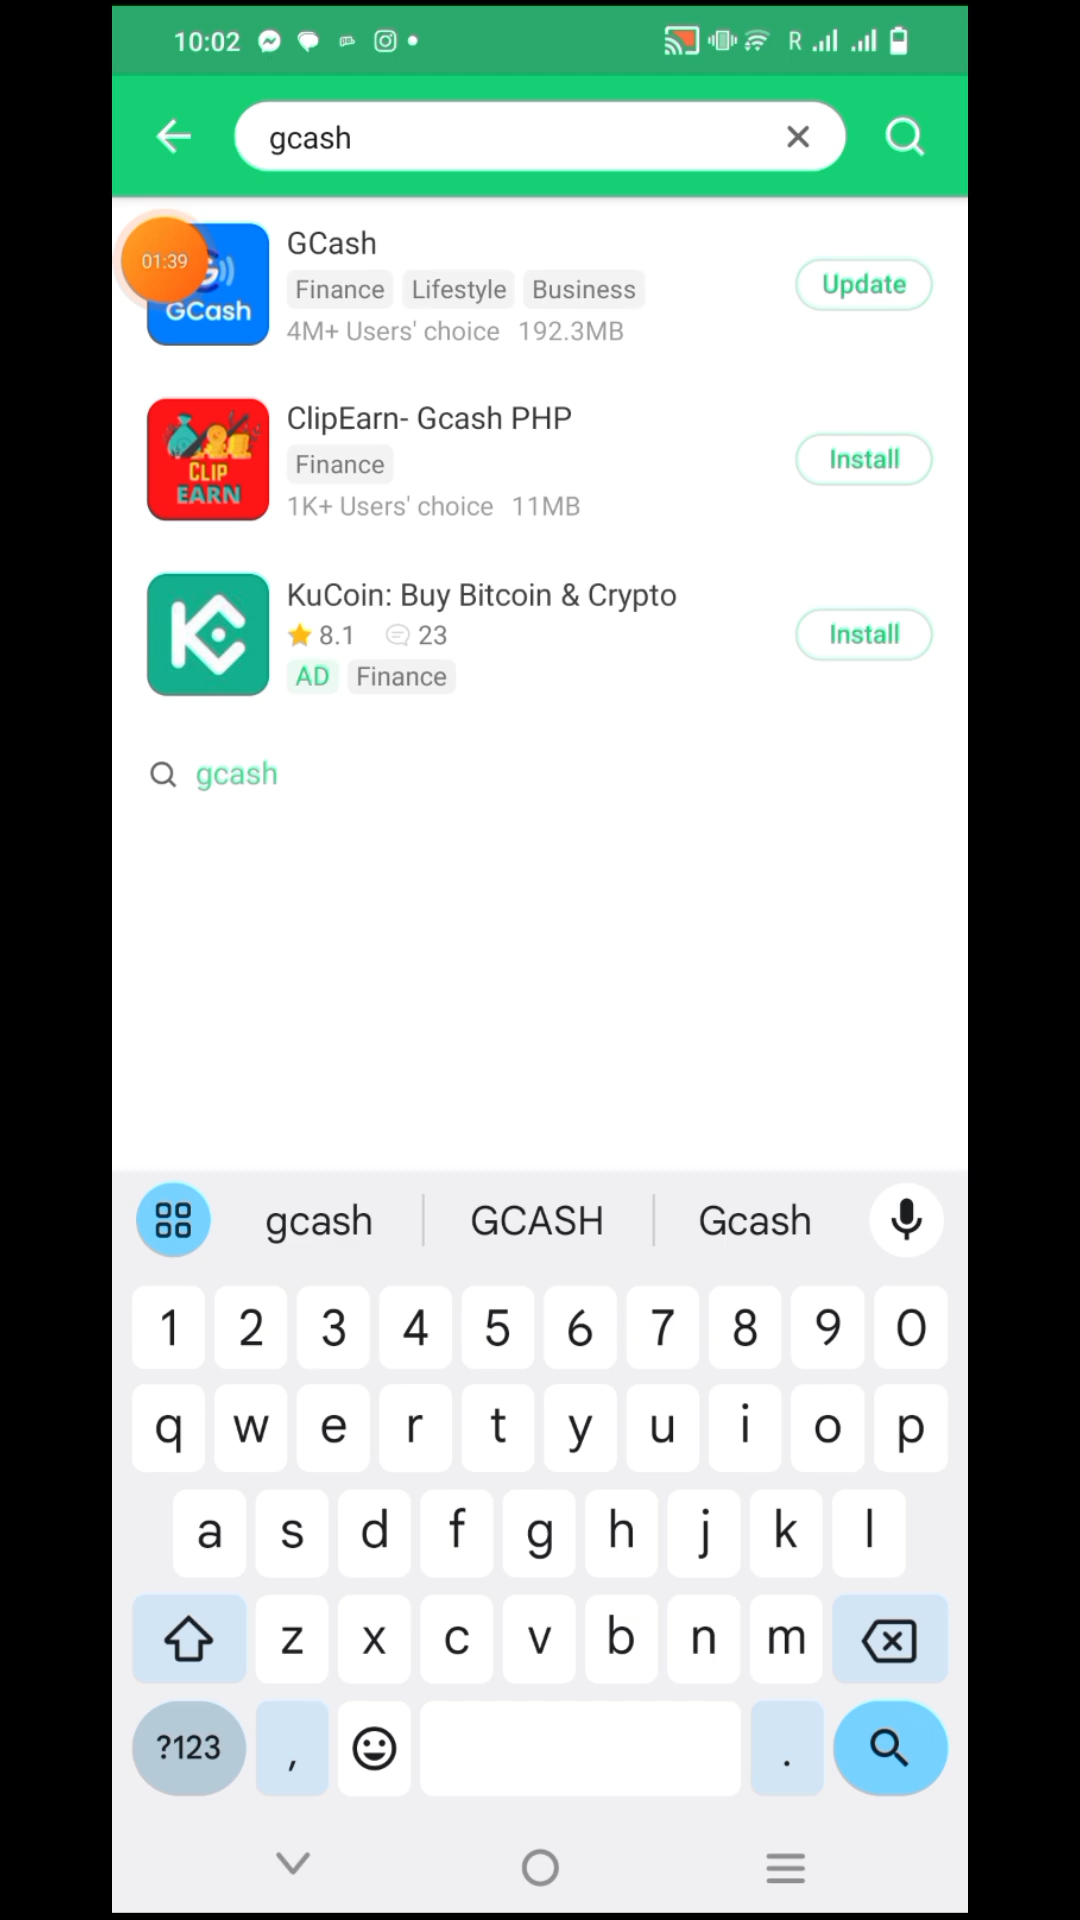 10:02
R
gcash
01:39
GCash
GCash
Finance Lifestyle Business
4M+ Users' choice 192.3MB
Update
CLIP
EARN
ClipEarn- Gcash PHP
Finance
1K+ Users' choice 11MB
Install
KuCoin: Buy Bitcoin & Crypto
8.1 23
AD Finance
Install
gcash
gcash GCASH Gcash
1 2 3 4 5 6 7 8 9 0
q w e r t y u i o p
a s d f g h j k l
z x c v b n m
?123 , .